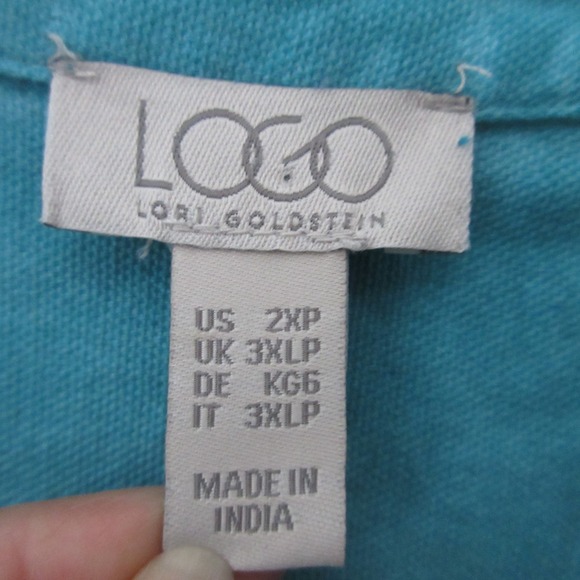 LOGO
LORI GOLDSTEIN
US 2XP
UK 3XLP
DE KG6
IT 3XLP
MADE IN
INDIA